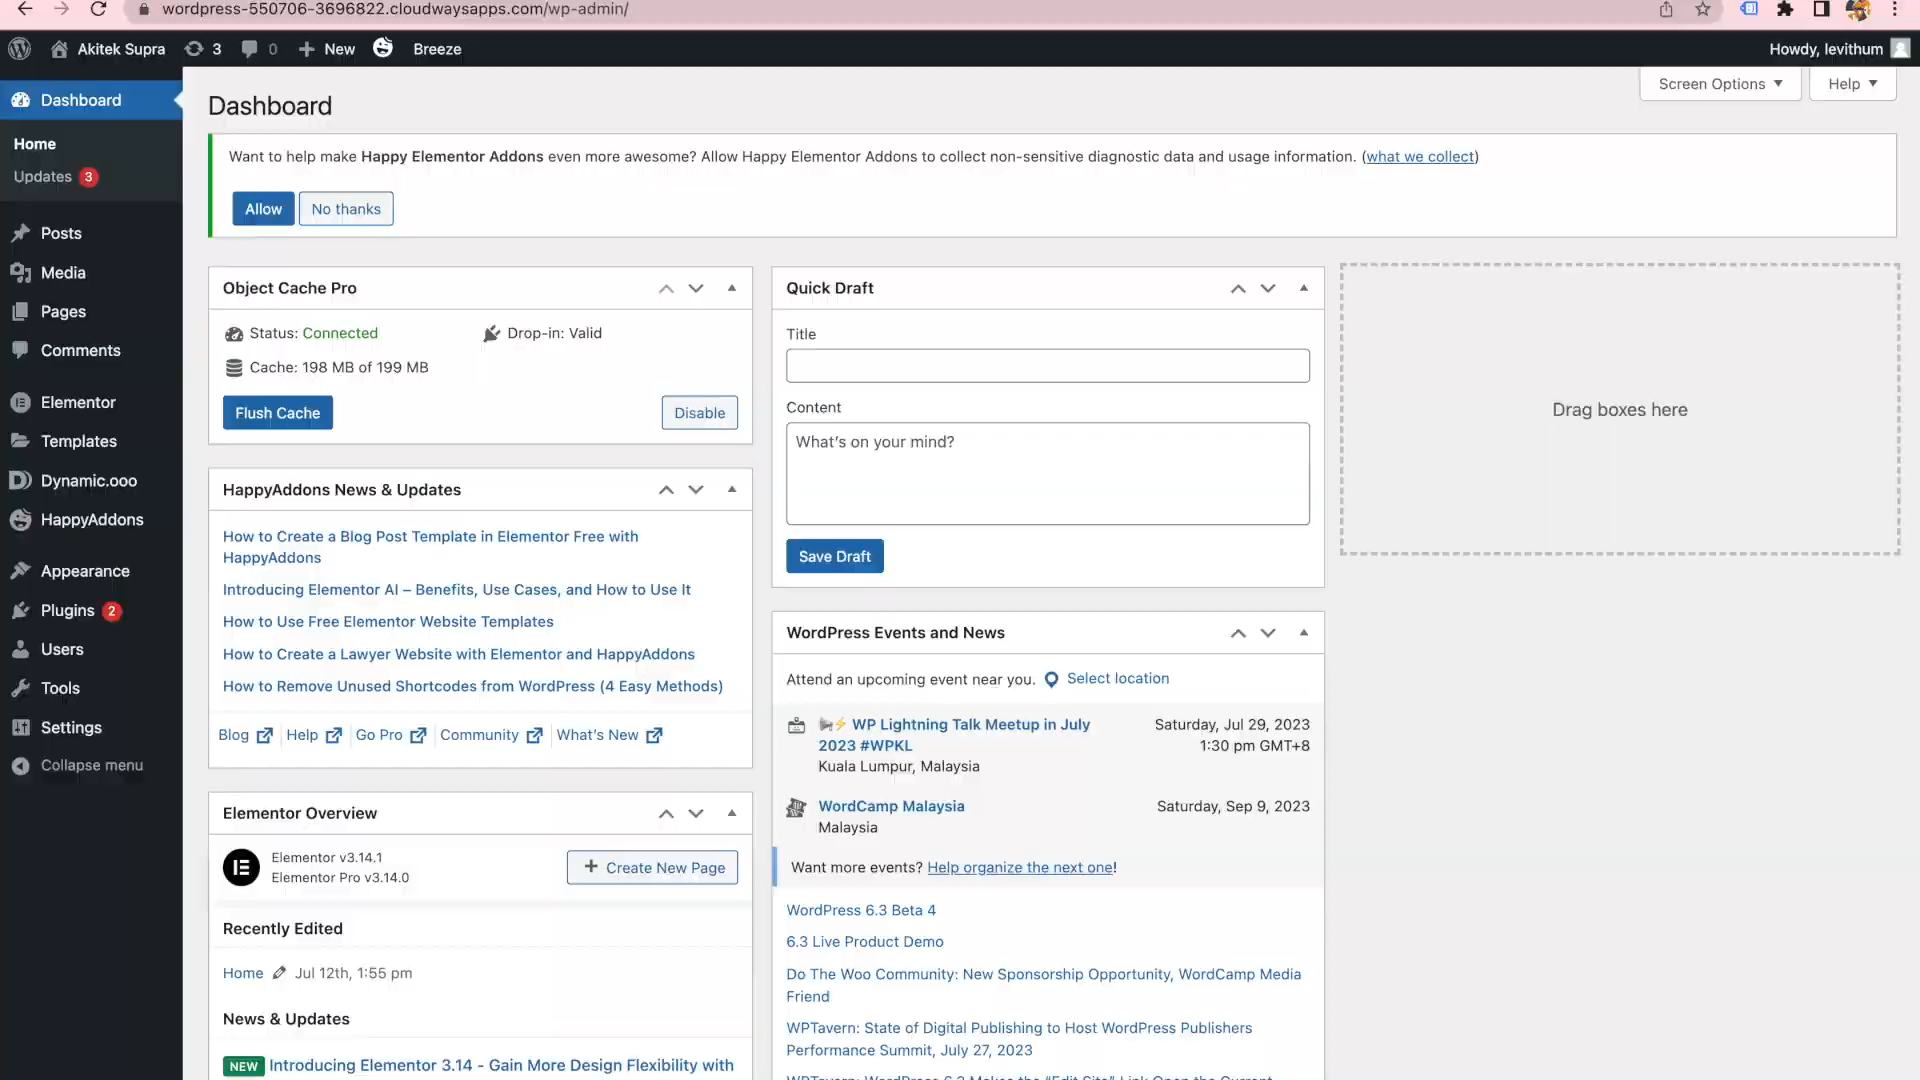 wordpress-550706-3696822.cloudwaysapps.com/wp-admin/
Akitek Supra
3
0
New
Breeze
Howdy, levithum
Dashboard
Home
Updates 3
Posts
Media
Pages
Comments
Elementor
Templates
Dynamic.ooo
HappyAddons
Appearance
Plugins 2
Users
Tools
Settings
Collapse menu
Screen Options
Help
Dashboard
Want to help make Happy Elementor Addons even more awesome? Allow Happy Elementor Addons to collect non-sensitive diagnostic data and usage information. (what we collect)
Allow
No thanks
Object Cache Pro
Status: Connected
Drop-in: Valid
Cache: 198 MB of 199 MB
Flush Cache
Disable
HappyAddons News & Updates
How to Create a Blog Post Template in Elementor Free with
HappyAddons
Introducing Elementor AI – Benefits, Use Cases, and How to Use It
How to Use Free Elementor Website Templates
How to Create a Lawyer Website with Elementor and HappyAddons
How to Remove Unused Shortcodes from WordPress (4 Easy Methods)
Blog
Help
Go Pro
Community
What's New
Elementor Overview
Elementor v3.14.1
Elementor Pro v3.14.0
Create New Page
Recently Edited
Home
Jul 12th, 1:55 pm
News & Updates
NEW Introducing Elementor 3.14 - Gain More Design Flexibility with
Quick Draft
Title
Content
What's on your mind?
Save Draft
WordPress Events and News
Attend an upcoming event near you.
Select location
WP Lightning Talk Meetup in July
2023 #WPKL
Kuala Lumpur, Malaysia
Saturday, Jul 29, 2023
1:30 pm GMT+8
WordCamp Malaysia
Malaysia
Saturday, Sep 9, 2023
Want more events? Help organize the next one!
WordPress 6.3 Beta 4
6.3 Live Product Demo
Do The Woo Community: New Sponsorship Opportunity, WordCamp Media
Friend
WPTavern: State of Digital Publishing to Host WordPress Publishers
Performance Summit, July 27, 2023
WPTavern: WordPress 6.3 Makes the "Edit Site" Link Open the Current
Drag boxes here